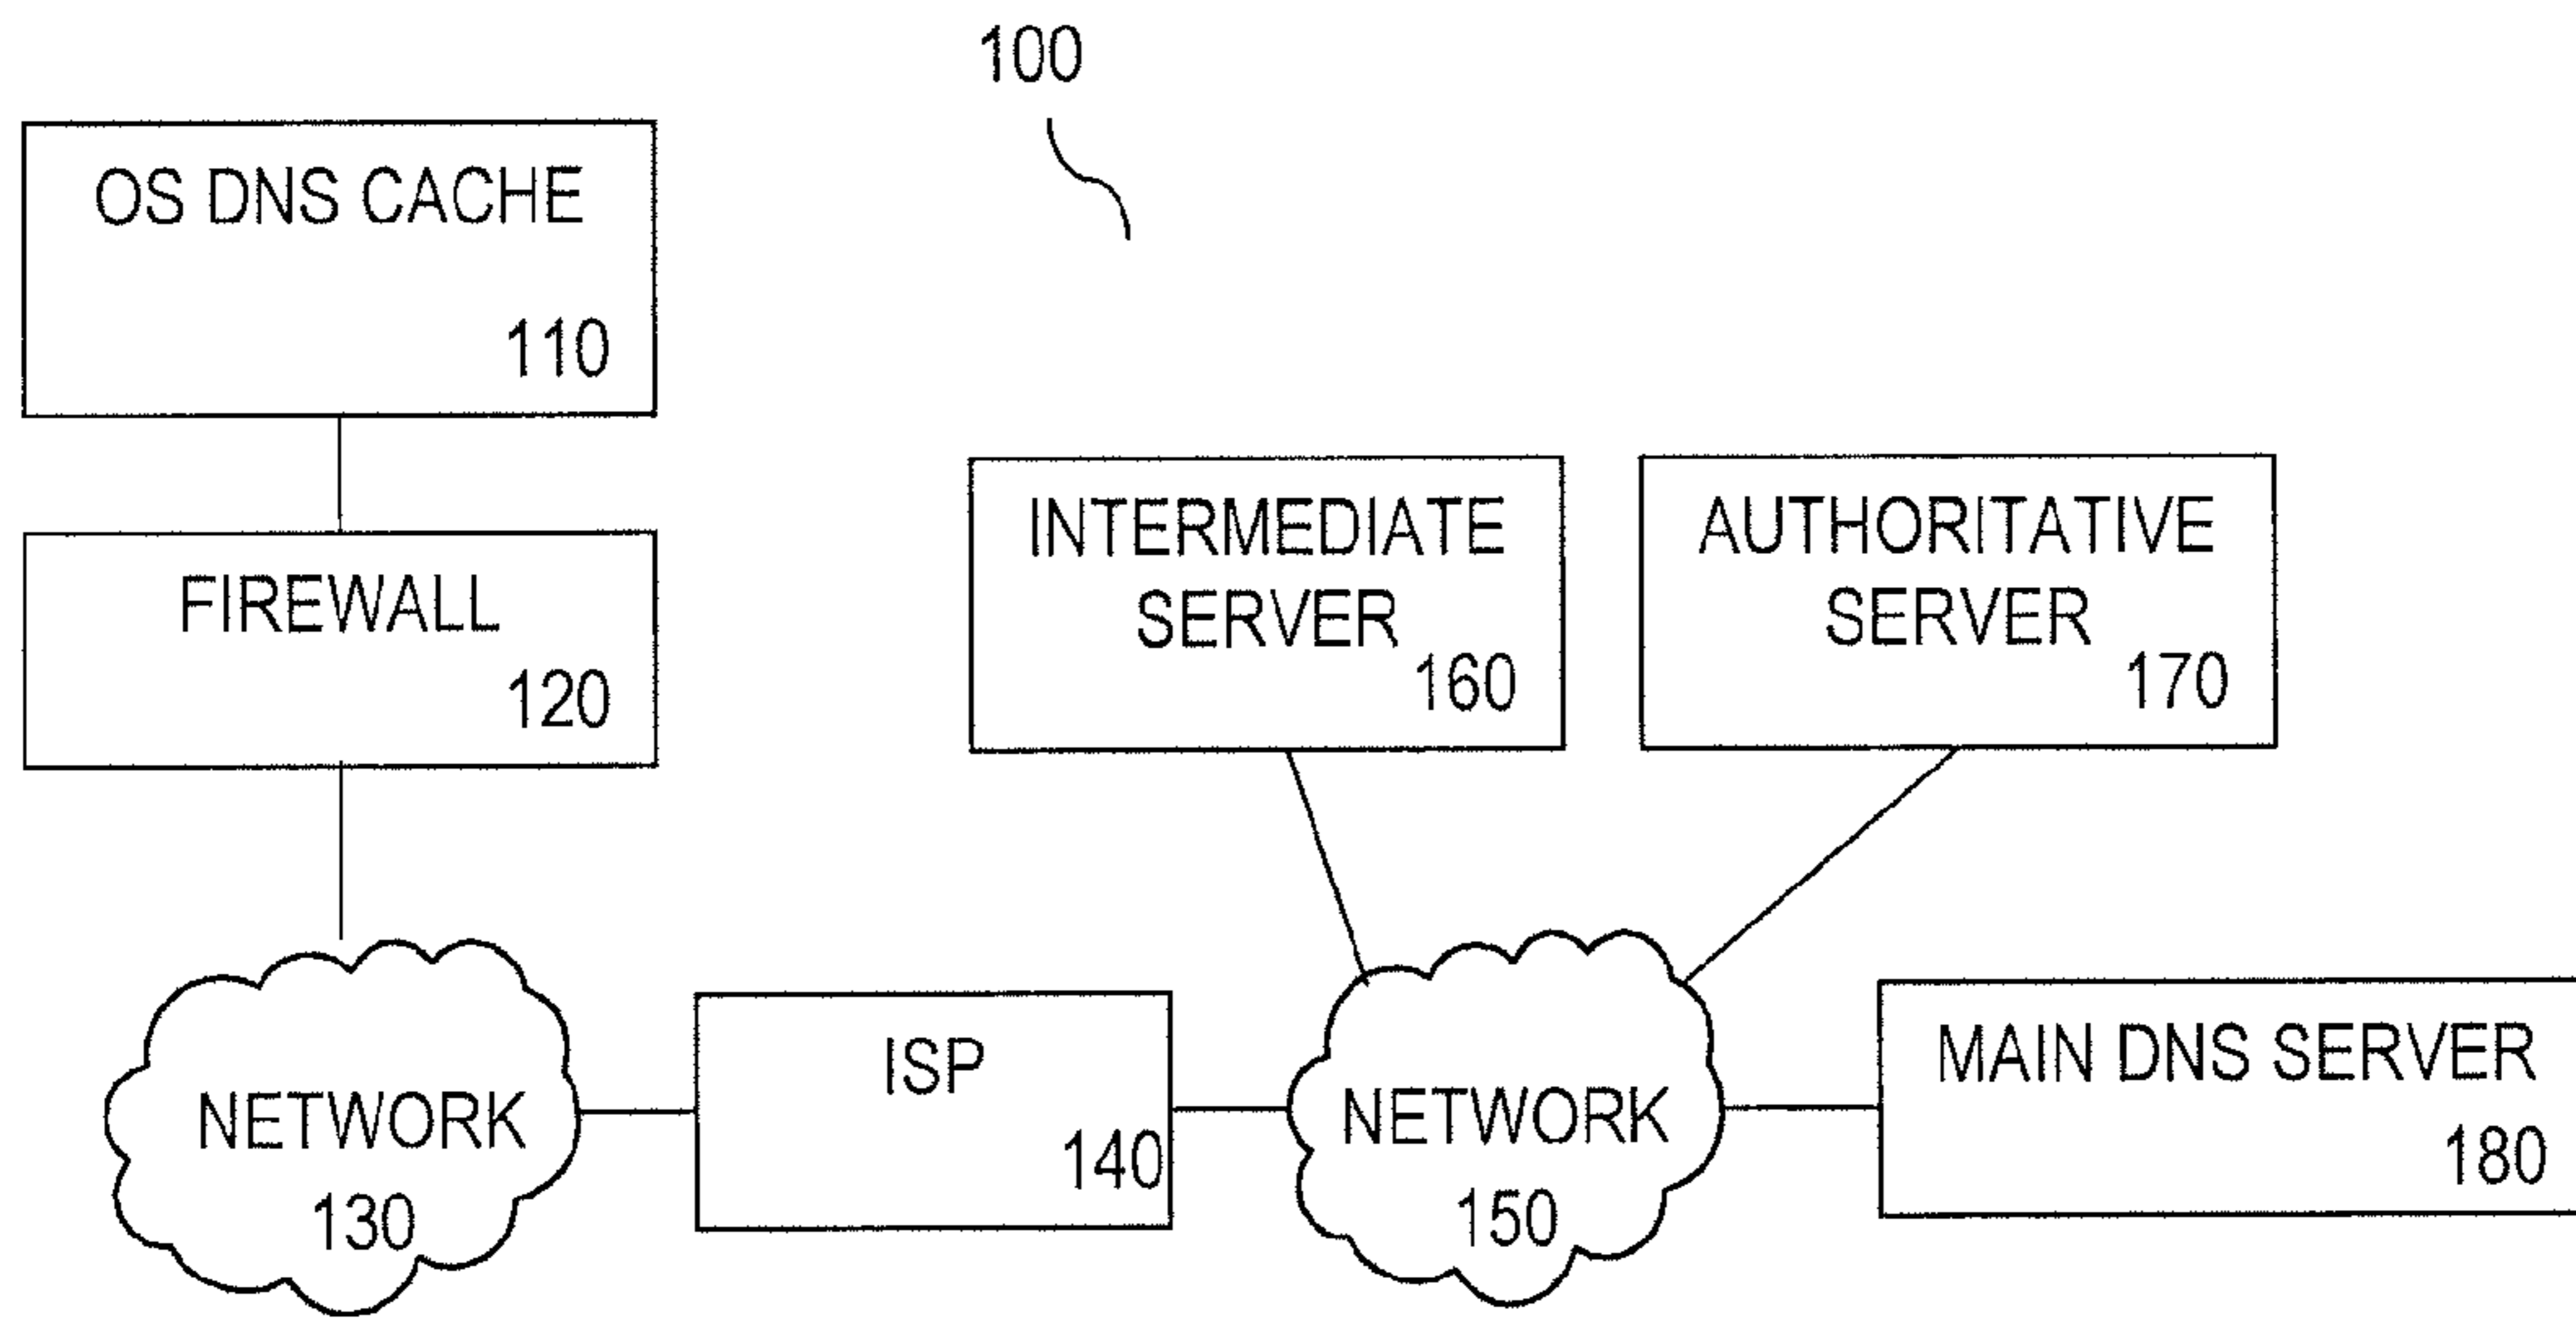 100
OS DNS CACHE
110
FIREWALL
120
INTERMEDIATE
SERVER
160
AUTHORITATIVE
SERVER
170
NETWORK
130
ISP
140
NETWORK
150
MAIN DNS SERVER
180